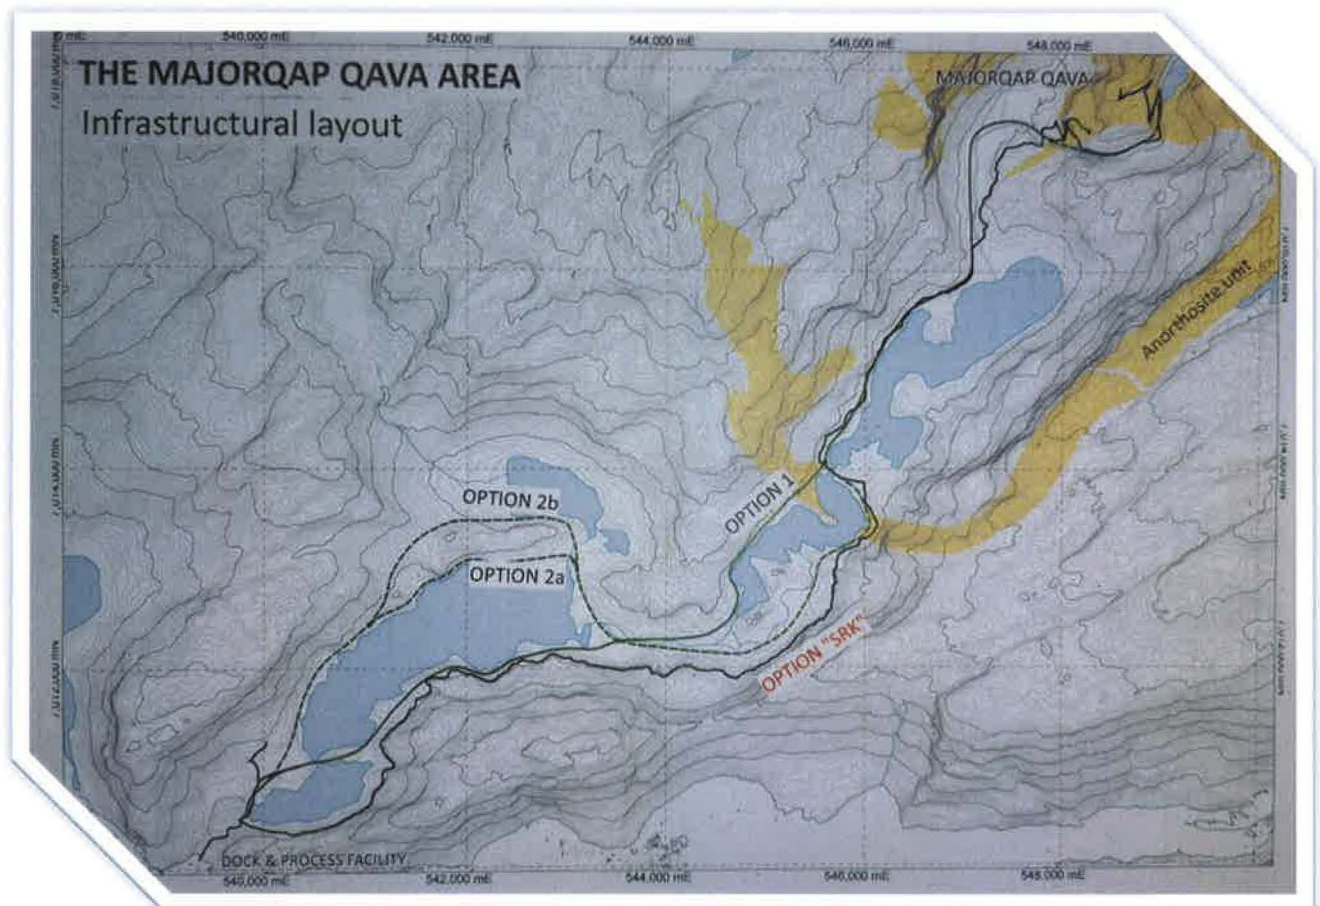 540,000 mE
542,000 mE
544,000 mE
546,000 mE
548,000 mE
THE MAJORQAP QAVA AREA
Infrastructural layout
MAJORQAP QAVA
Anorthosite unit
OPTION 1
OPTION 2b
OPTION 2a
OPTION "SRK"
DOCK & PROCESS FACILITY
540,000 mE
542,000 mE
544,000 mE
546,000 mE
548,000 mE